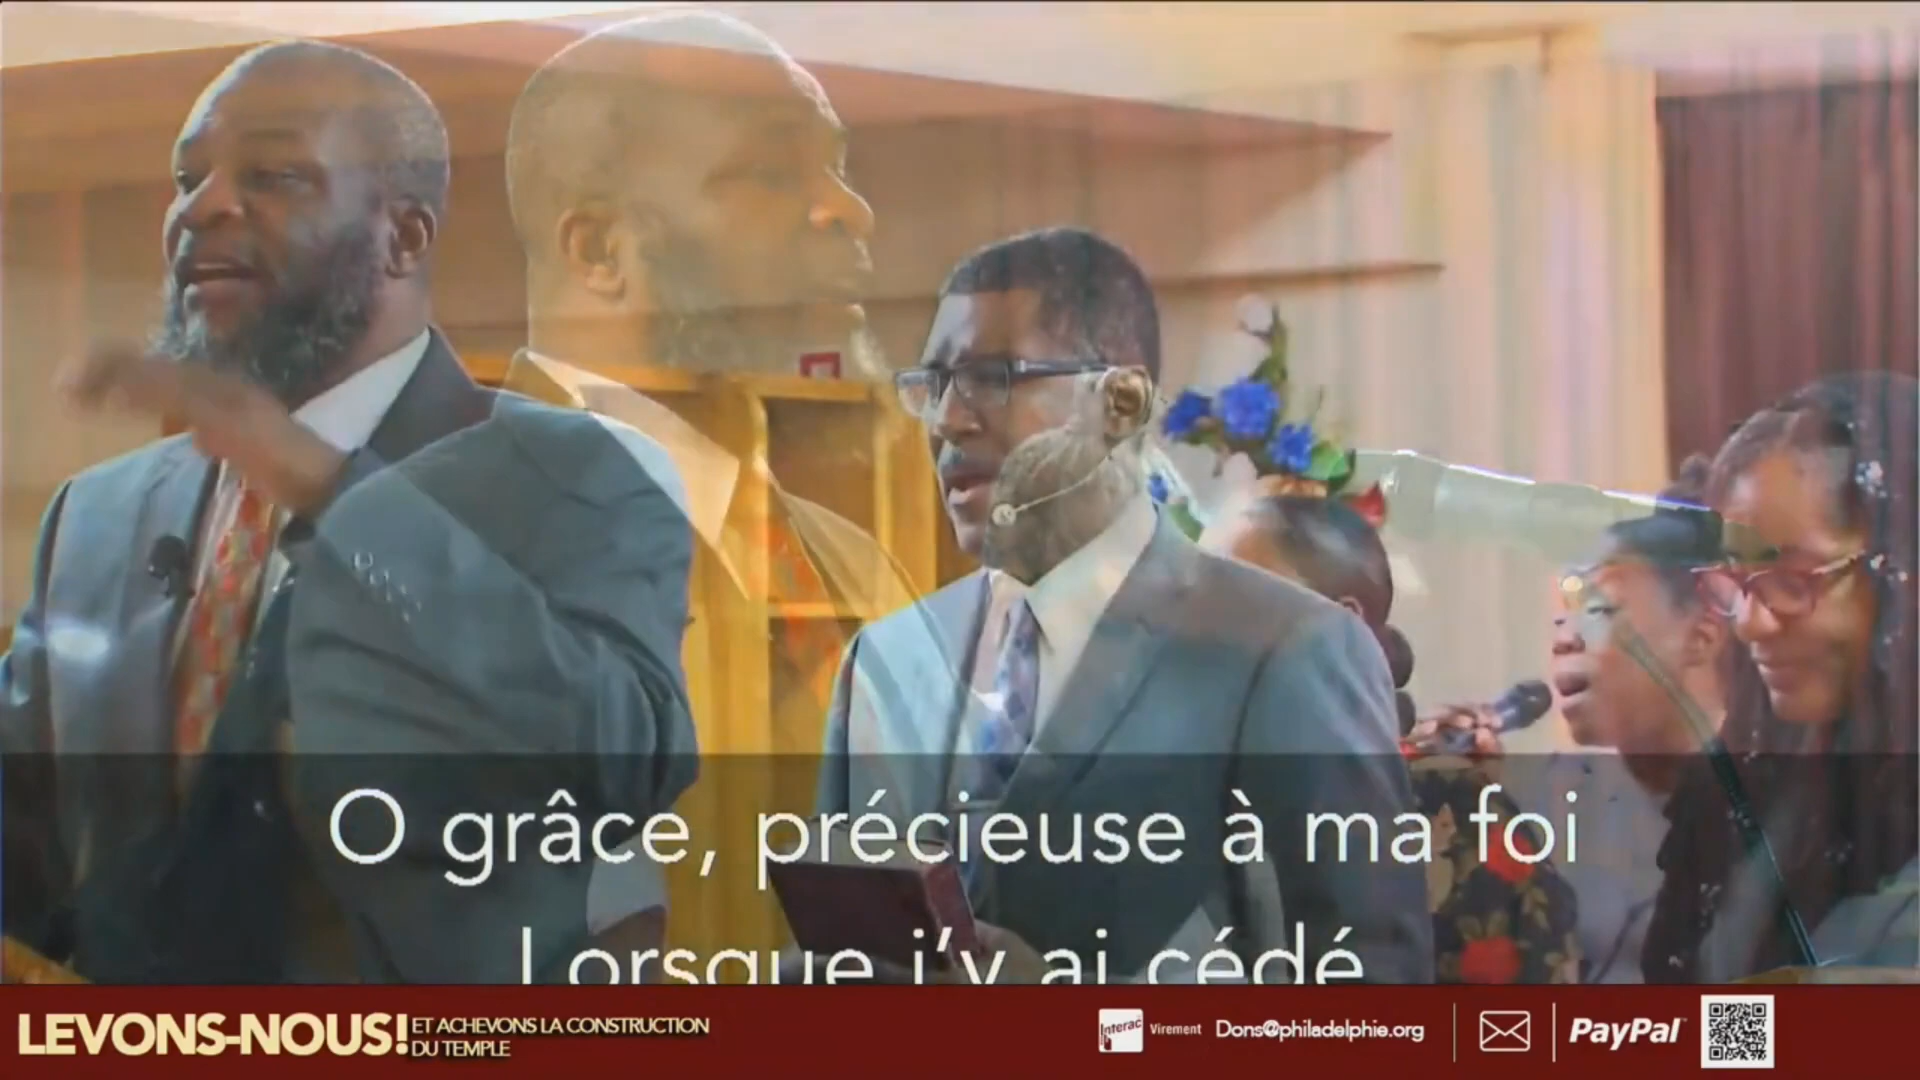 O grâce, précieuse à ma foi
Lorsque j'y ai cédé
LEVONS-NOUS! ET ACHEVONS LA CONSTRUCTION
DU TEMPLE
Interac Virement Dons@philadelphie.org
PayPal